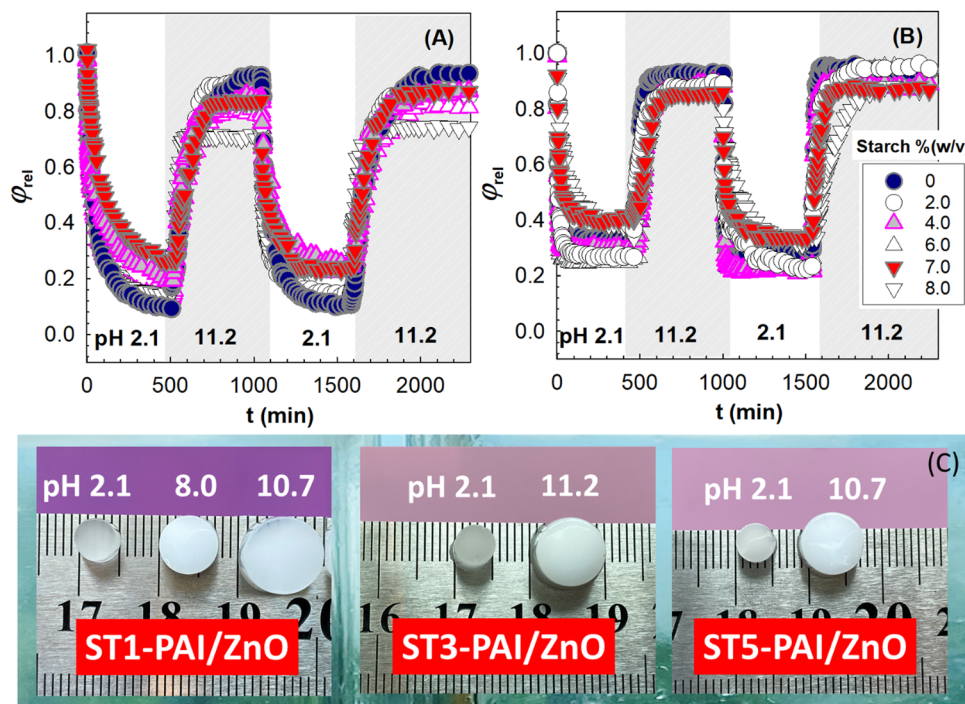 (A)
1.0
0.8
0.6
0.4
0.2
0.0
φrel
pH 2.1
11.2
2.1
11.2
0
500
1000
1500
2000
t (min)
(B)
1.0
0.8
0.6
0.4
0.2
0.0
φrel
pH 2.1
11.2
2.1
11.2
0
500
1000
1500
2000
t (min)
Starch %(w/v
0
2.0
4.0
6.0
7.0
8.0
(C)
pH 2.1 8.0 10.7
17 18 19 20
ST1-PAI/ZnO
pH 2.1 11.2
16 17 18 19
ST3-PAI/ZnO
pH 2.1 10.7
18 19 20
ST5-PAI/ZnO